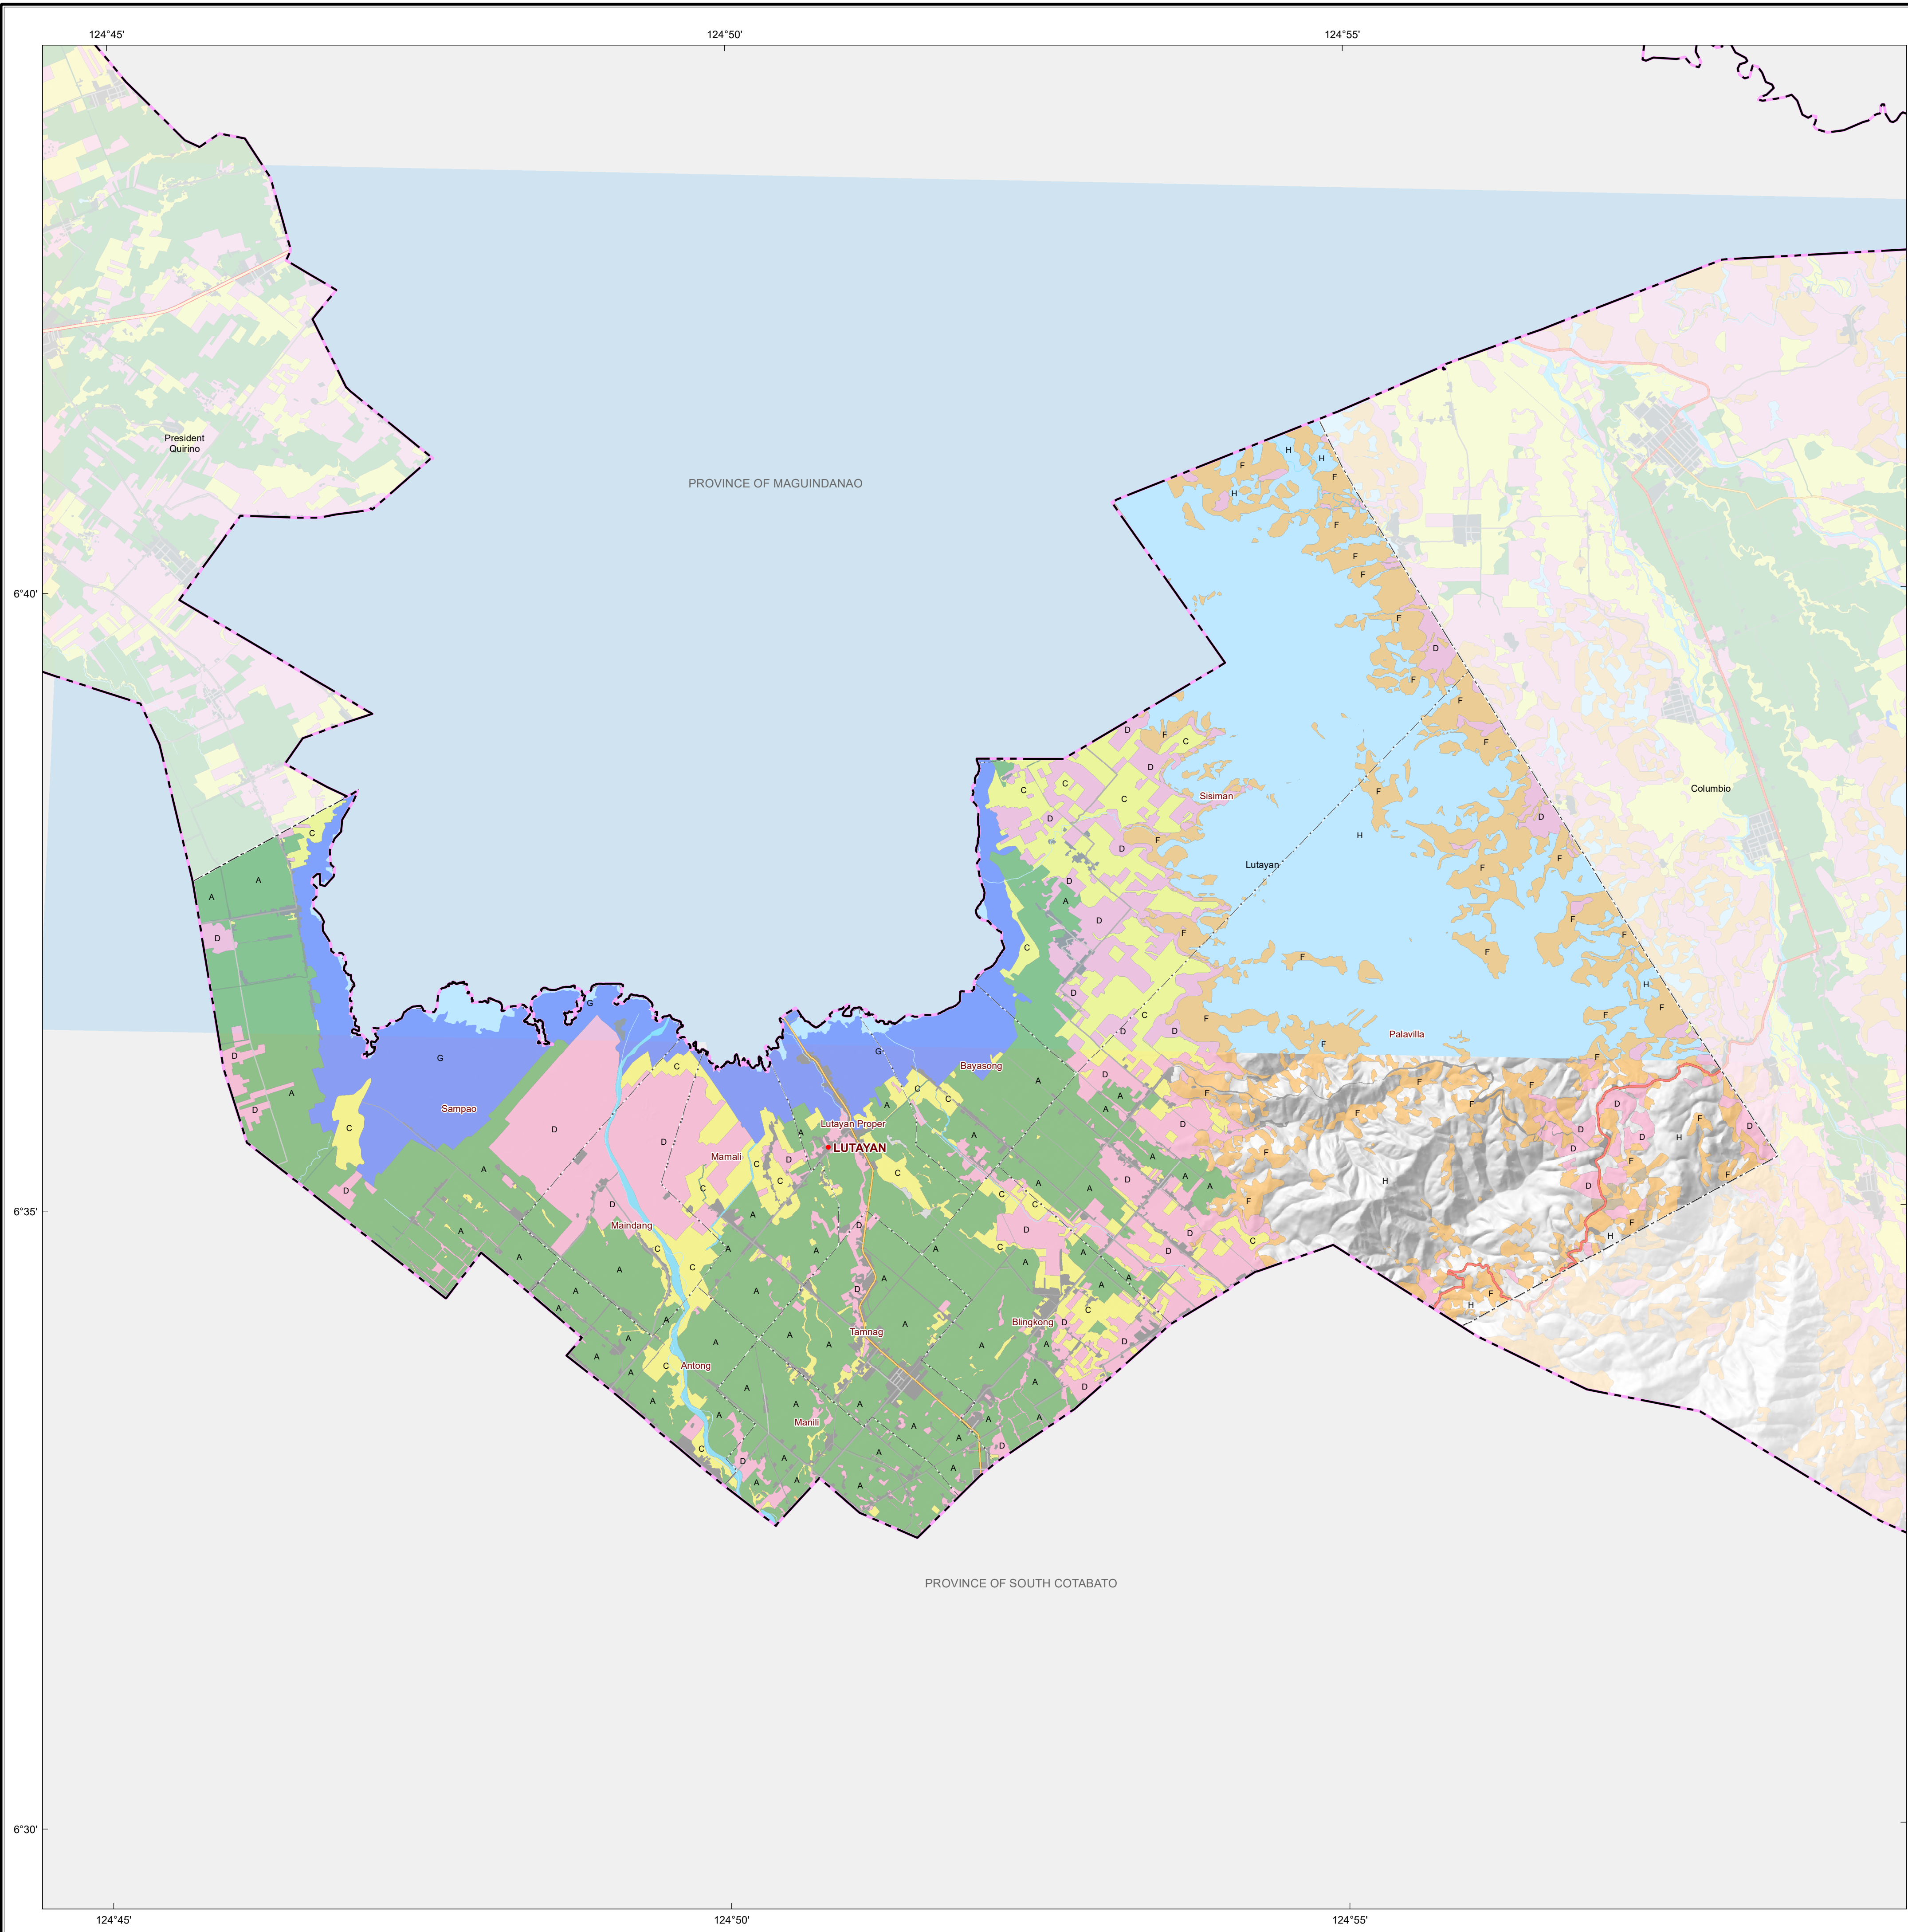 124°45' 124°50' 124°55'
President
Quirino
PROVINCE OF MAGUINDANAO
H
F
H
F
H
F
F
F
F
6°40'
F
D
F
F
D
F
C
F
D
C
C
F
Sisiman
Columbio
C
D
D
C
H
F
D
F
Lutayan
F
D
A
D
A
A
F
D
D
F
F
C
F
F
F
D
H
G
C
F
F
D
D
F
Palavilla
F
G
D
G
Bayasong
F
C
D
A
F
F
A
C
F
A
D
Sampao
D
C
A
A
F
F
D
F
C
Lutayan Proper
D
D
D
D
A
A
D
H
LUTAYAN
D
F
Mamali
C
D
A
F
A
C
C
A
A
D
F
H
D
C
A
A
C
F
D
6°35'
D
A
C
D
D
F
Maindang
A
D
H
C
A
A
A
C
A
D
C
A
C
A
A
A
A
A
A
D
F
H
A
A
A
A
C
Blingkong
D
A
A
A
A
Tamnag
D
A
A
A
C
Antong
A
A
A
D
A
A
A
A
Manili
A
A
A
A
A
C
D
A
A
A
D
A
A
A
A
PROVINCE OF SOUTH COTABATO
6°30'
124°45' 124°50' 124°55'